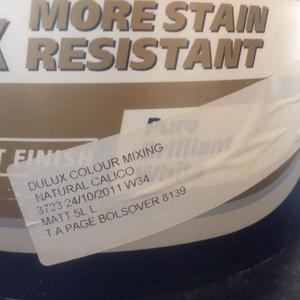 MORE STAIN
RESISTANT
Pure
Brilliant
White
T FINISH
DULUX COLOUR MIXING
NATURAL CALICO
3723 24/10/2011 W34
MATT 5L L
T A PAGE BOLSOVER 8139